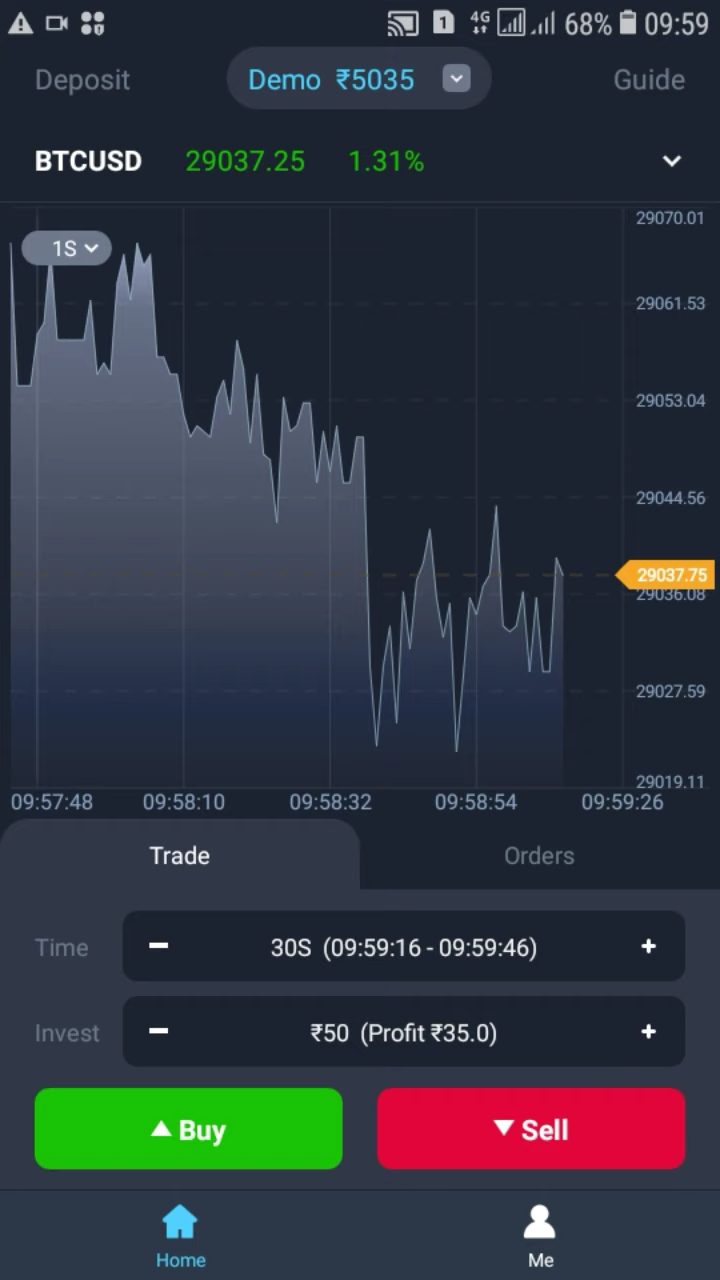 1 4G 68% 09:59
Deposit Demo ₹5035 Guide
BTCUSD 29037.25 1.31%
29070.01
1S
29061.53
29053.04
29044.56
29037.75
29036.08
29027.59
29019.11
09:57:48 09:58:10 09:58:32 09:58:54 09:59:26
Trade Orders
Time − 30S (09:59:16 - 09:59:46) +
Invest − ₹50 (Profit ₹35.0) +
▲ Buy ▼ Sell
Home Me